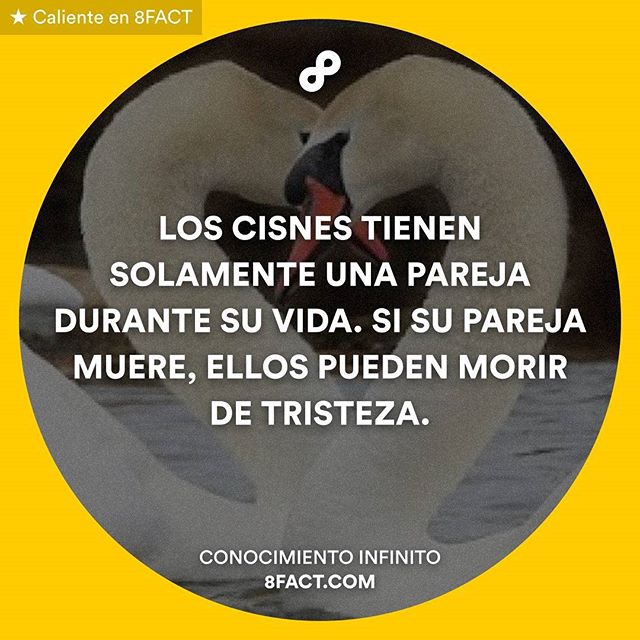 ★ Caliente en 8FACT
LOS CISNES TIENEN
SOLAMENTE UNA PAREJA
DURANTE SU VIDA. SI SU PAREJA
MUERE, ELLOS PUEDEN MORIR
DE TRISTEZA.
CONOCIMIENTO INFINITO
8FACT.COM